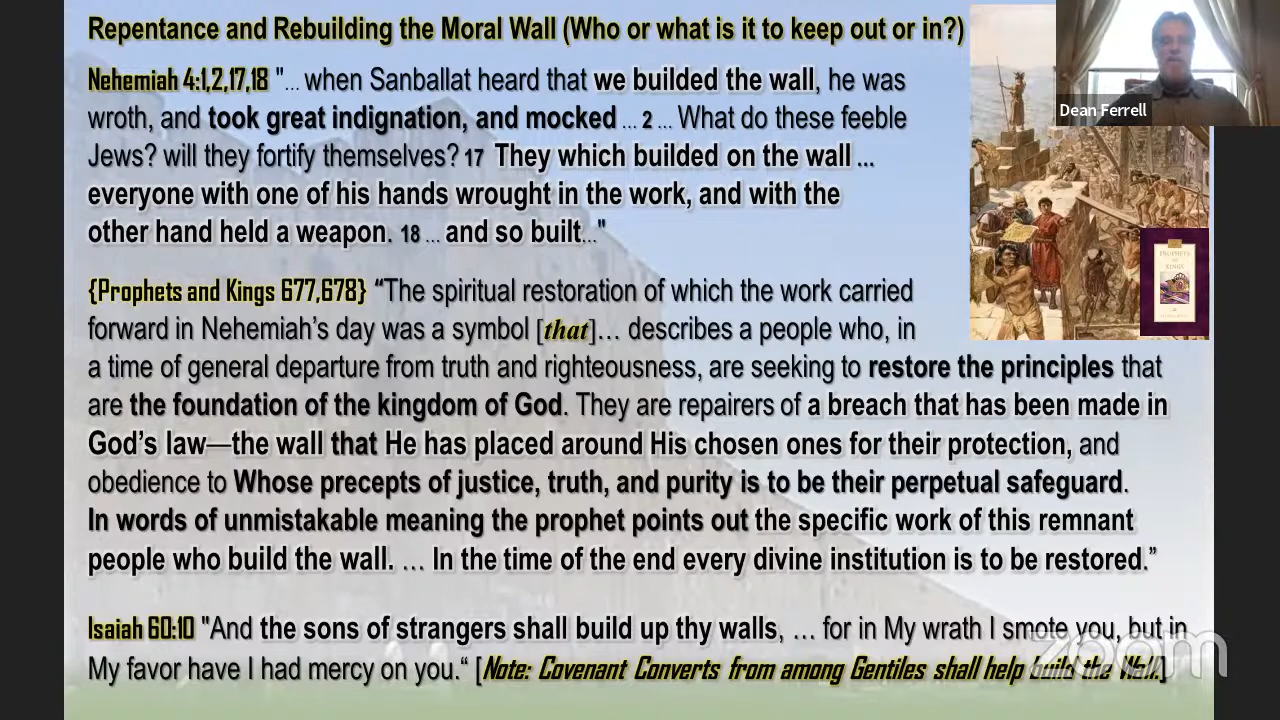 Repentance and Rebuilding the Moral Wall (Who or what is it to keep out or in?)
Dean Ferrell
Nehemiah 4:1,2,17,18 "... when Sanballat heard that we builded the wall, he was
wroth, and took great indignation, and mocked ... 2 ... What do these feeble
Jews? will they fortify themselves? 17 They which builded on the wall ...
everyone with one of his hands wrought in the work, and with the
other hand held a weapon. 18 ... and so built..."
PROPHETS
KINGS
{Prophets and Kings 677,678} “The spiritual restoration of which the work carried
forward in Nehemiah’s day was a symbol [that]… describes a people who, in
a time of general departure from truth and righteousness, are seeking to restore the principles that
are the foundation of the kingdom of God. They are repairers of a breach that has been made in
God’s law—the wall that He has placed around His chosen ones for their protection, and
obedience to Whose precepts of justice, truth, and purity is to be their perpetual safeguard.
In words of unmistakable meaning the prophet points out the specific work of this remnant
people who build the wall. … In the time of the end every divine institution is to be restored.”
Isaiah 60:10 "And the sons of strangers shall build up thy walls, … for in My wrath I smote you, but in
My favor have I had mercy on you.“ [Note: Covenant Converts from among Gentiles shall help build the Wall.]
zoom